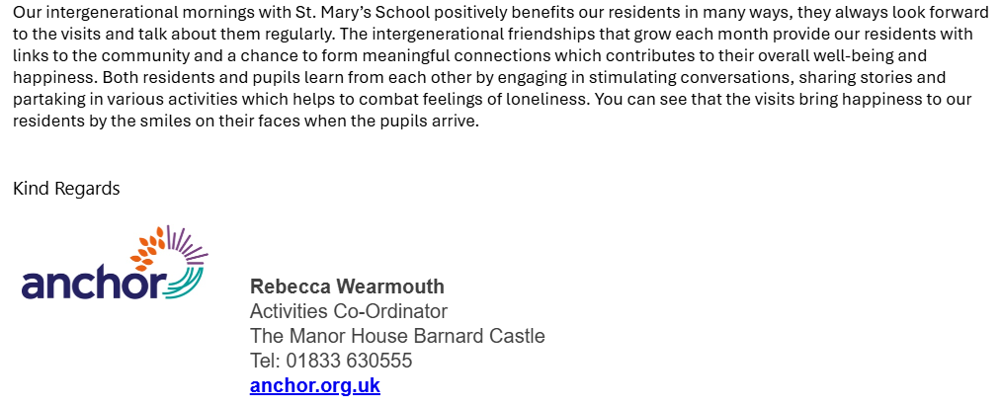 Our intergenerational mornings with St. Mary’s School positively benefits our residents in many ways, they always look forward
to the visits and talk about them regularly. The intergenerational friendships that grow each month provide our residents with
links to the community and a chance to form meaningful connections which contributes to their overall well-being and
happiness. Both residents and pupils learn from each other by engaging in stimulating conversations, sharing stories and
partaking in various activities which helps to combat feelings of loneliness. You can see that the visits bring happiness to our
residents by the smiles on their faces when the pupils arrive.
Kind Regards
anchor
Rebecca Wearmouth
Activities Co-Ordinator
The Manor House Barnard Castle
Tel: 01833 630555
anchor.org.uk